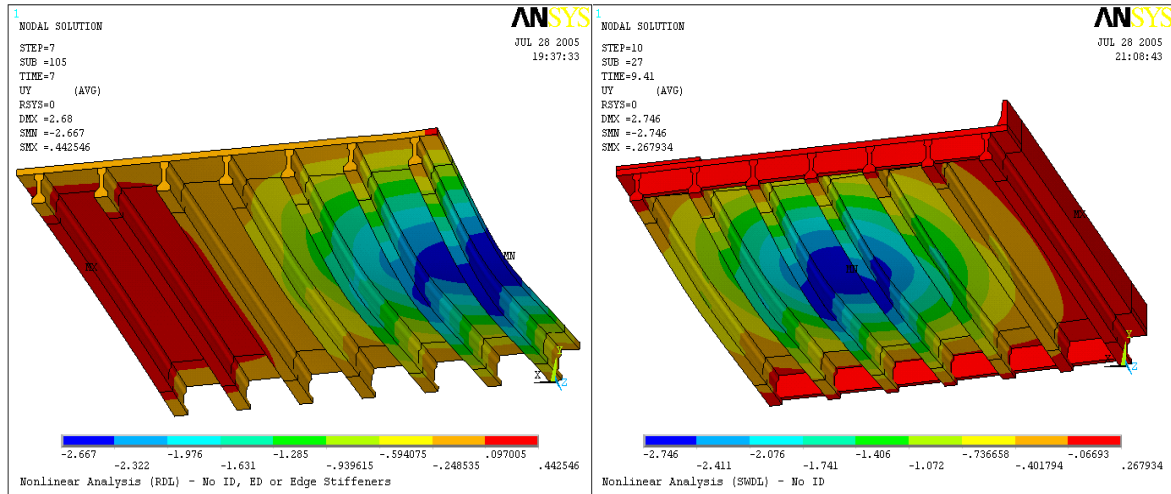 1
NODAL SOLUTION
STEP=7
SUB =105
TIME=7
UY (AVG)
RSYS=0
DMX =2.68
SMN =-2.667
SMX =.442546
ANSYS
JUL 28 2005
19:37:33
MX
MN
X
Y
Z
-2.667 -1.976 -1.285 -.594075 .097005
-2.322 -1.631 -.939615 -.248535 .442546
Nonlinear Analysis (RDL) - No ID, ED or Edge Stiffeners
1
NODAL SOLUTION
STEP=10
SUB =27
TIME=9.41
UY (AVG)
RSYS=0
DMX =2.746
SMN =-2.746
SMX =.267934
ANSYS
JUL 28 2005
21:08:43
MX
MN
Y
Z
-2.746 -2.076 -1.406 -.736658 -.06693
-2.411 -1.741 -1.072 -.401794 .267934
Nonlinear Analysis (SWDL) - No ID